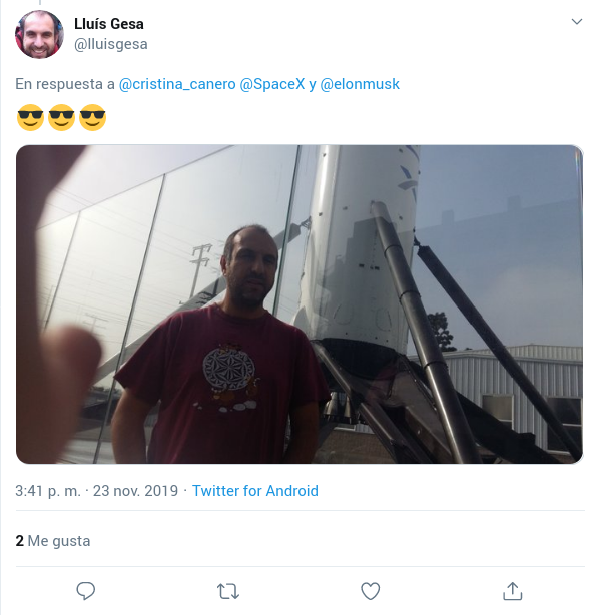 Lluís Gesa
@lluisgesa
En respuesta a @cristina_canero @SpaceX y @elonmusk
😎😎😎
3:41 p. m. · 23 nov. 2019 · Twitter for Android
2 Me gusta